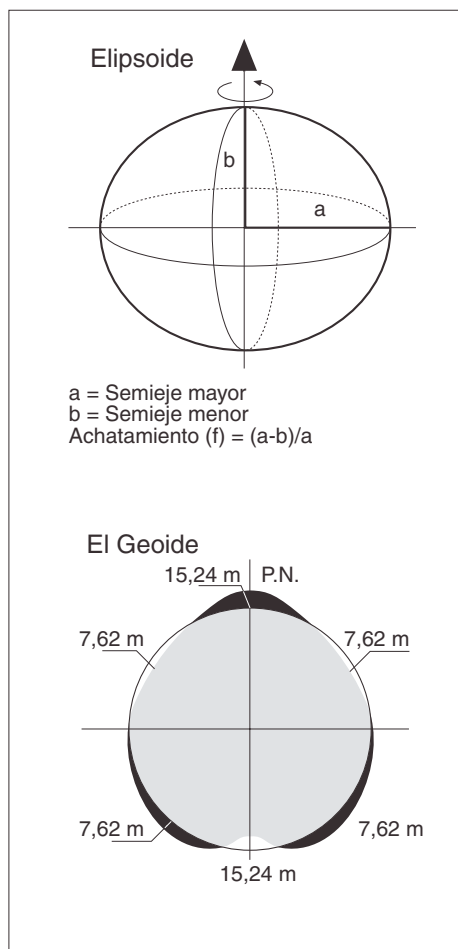 Elipsoide
b
a
a = Semieje mayor
b = Semieje menor
Achatamiento (f) = (a-b)/a
El Geoide
15,24 m P.N.
7,62 m 7,62 m
7,62 m 7,62 m
15,24 m